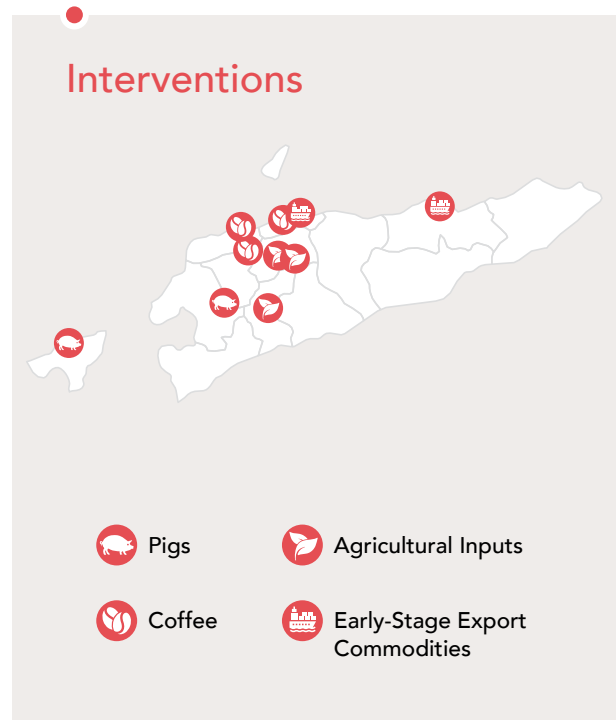 Interventions
Pigs
Agricultural Inputs
Coffee
Early-Stage Export
Commodities